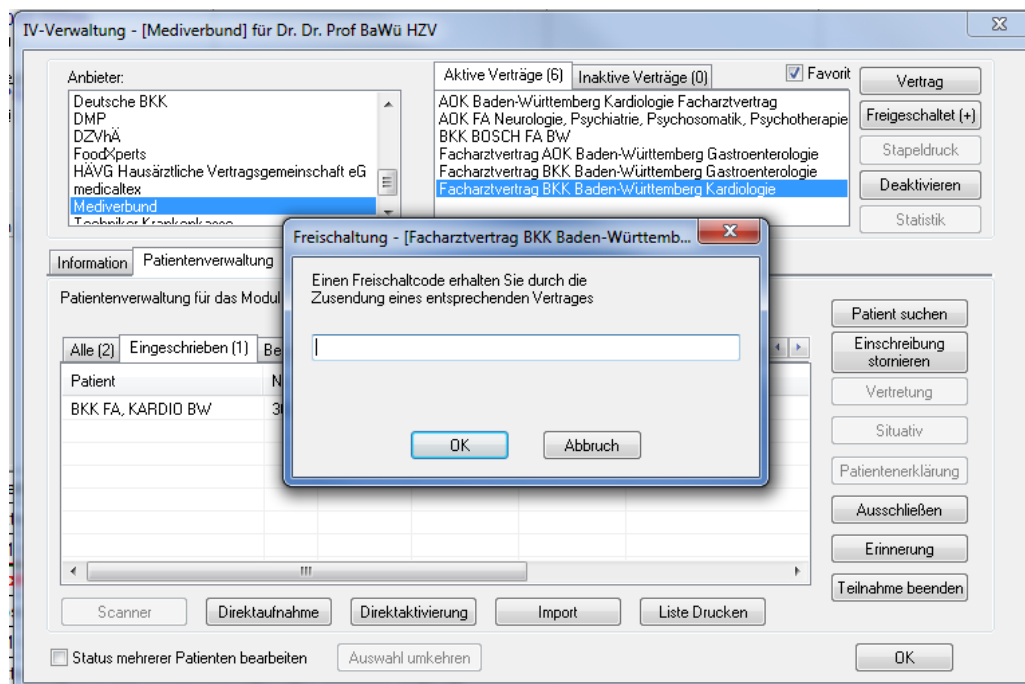 IV-Verwaltung - [Mediverbund] für Dr. Dr. Prof BaWü HZV
Anbieter:
Deutsche BKK
DMP
DZVhÄ
FoodXperts
HÄVG Hausärztliche Vertragsgemeinschaft eG
medicaltex
Mediverbund
Techniker Krankenkasse
Aktive Verträge (6)
Inaktive Verträge (0)
Favorit
AOK Baden-Württemberg Kardiologie Facharztvertrag
AOK FA Neurologie, Psychiatrie, Psychosomatik, Psychotherapie
BKK BOSCH FA BW
Facharztvertrag AOK Baden-Württemberg Gastroenterologie
Facharztvertrag BKK Baden-Württemberg Gastroenterologie
Facharztvertrag BKK Baden-Württemberg Kardiologie
Vertrag
Freigeschaltet (+)
Stapeldruck
Deaktivieren
Statistik
Freischaltung - [Facharztvertrag BKK Baden-Württemb...
Einen Freischaltcode erhalten Sie durch die
Zusendung eines entsprechenden Vertrages
OK
Abbruch
Information
Patientenverwaltung
Patientenverwaltung für das Modul
Alle (2)
Eingeschrieben (1)
Be
Patient
N
BKK FA, KARDIO BW
Patient suchen
Einschreibung
stornieren
Vertretung
Situativ
Patientenerklärung
Ausschließen
Erinnerung
Teilnahme beenden
Scanner
Direktaufnahme
Direktaktivierung
Import
Liste Drucken
Status mehrerer Patienten bearbeiten
Auswahl umkehren
OK